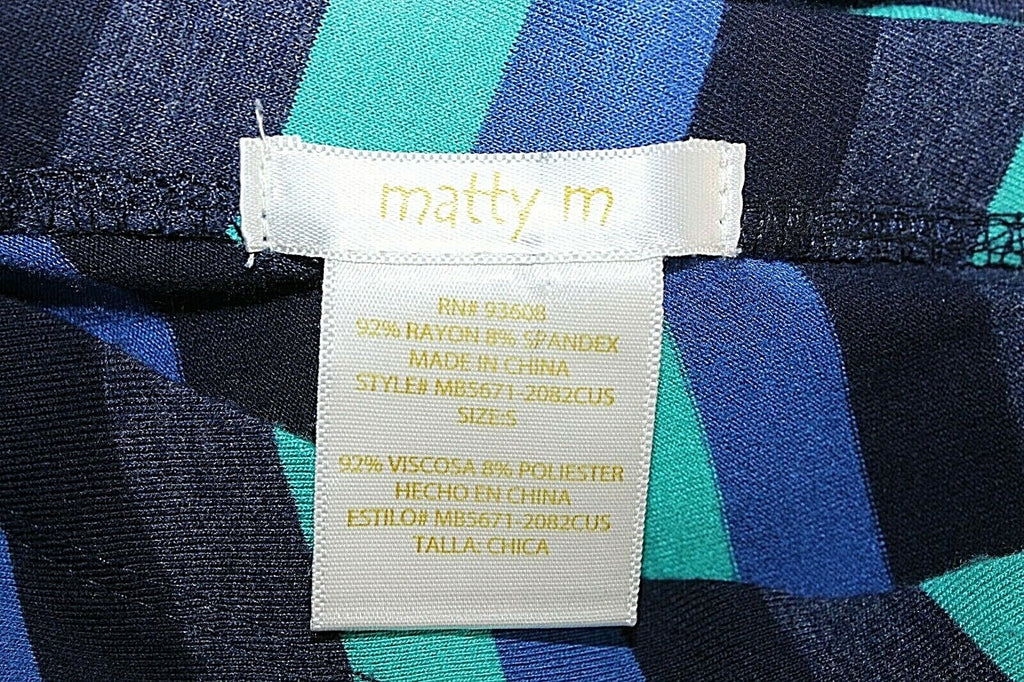 matty m
RN# 93608
92% RAYON 8% SPANDEX
MADE IN CHINA
STYLE# MB5671-2082CUS
SIZE:S
92% VISCOSA 8% POLIESTER
HECHO EN CHINA
ESTILO# MB5671-2082CUS
TALLA: CHICA